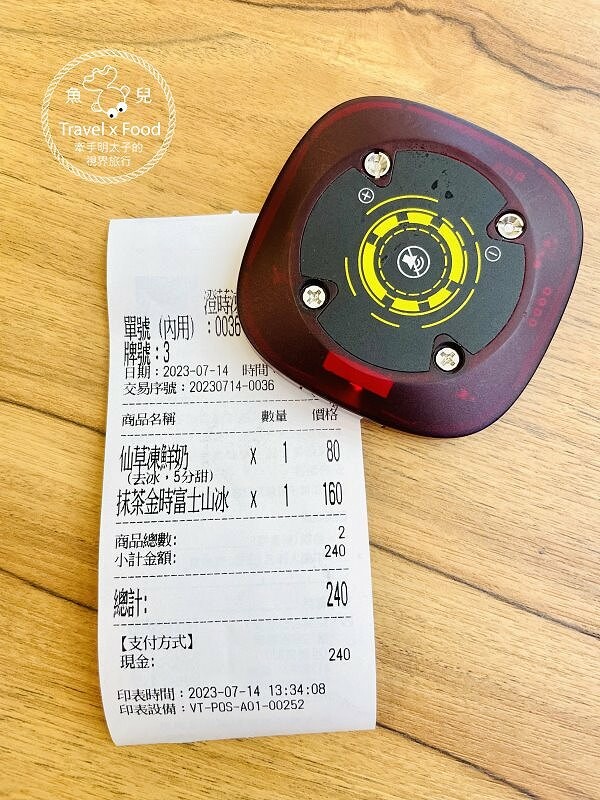 魚 兒
Travel x Food
牽手明太子的
視界旅行
澄蒔
單號（內用）：0036
牌號：3
日期：2023-07-14 時間
交易序號：20230714-0036
商品名稱 數量 價格
仙草凍鮮奶 x 1 80
(去冰，5分甜)
抹茶金時富士山冰 x 1 160
商品總數: 2
小計金額: 240
總計: 240
【支付方式】
現金: 240
印表時間：2023-07-14 13:34:08
印表設備：VT-POS-A01-00252